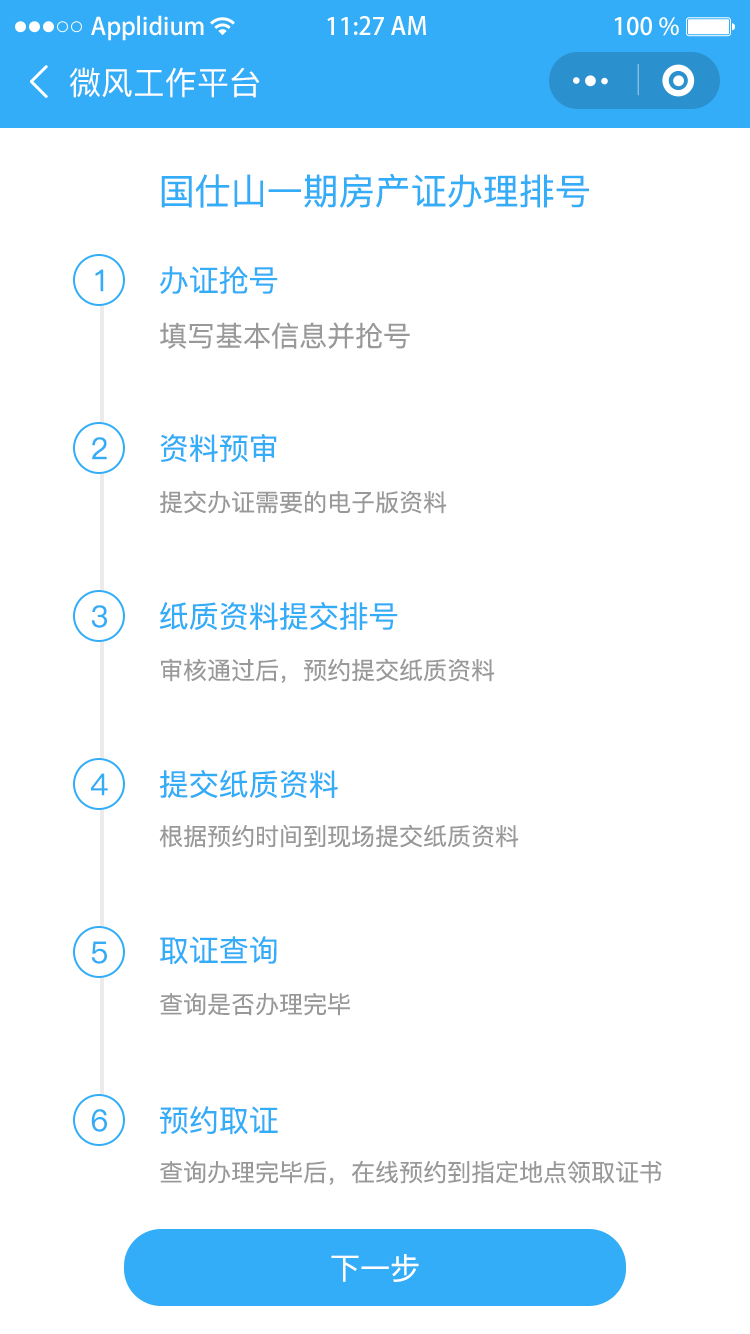 Applidium 11:27 AM 100 %
微风工作平台
国仕山一期房产证办理排号
1 办证抢号
填写基本信息并抢号
2 资料预审
提交办证需要的电子版资料
3 纸质资料提交排号
审核通过后，预约提交纸质资料
4 提交纸质资料
根据预约时间到现场提交纸质资料
5 取证查询
查询是否办理完毕
6 预约取证
查询办理完毕后，在线预约到指定地点领取证书
下一步